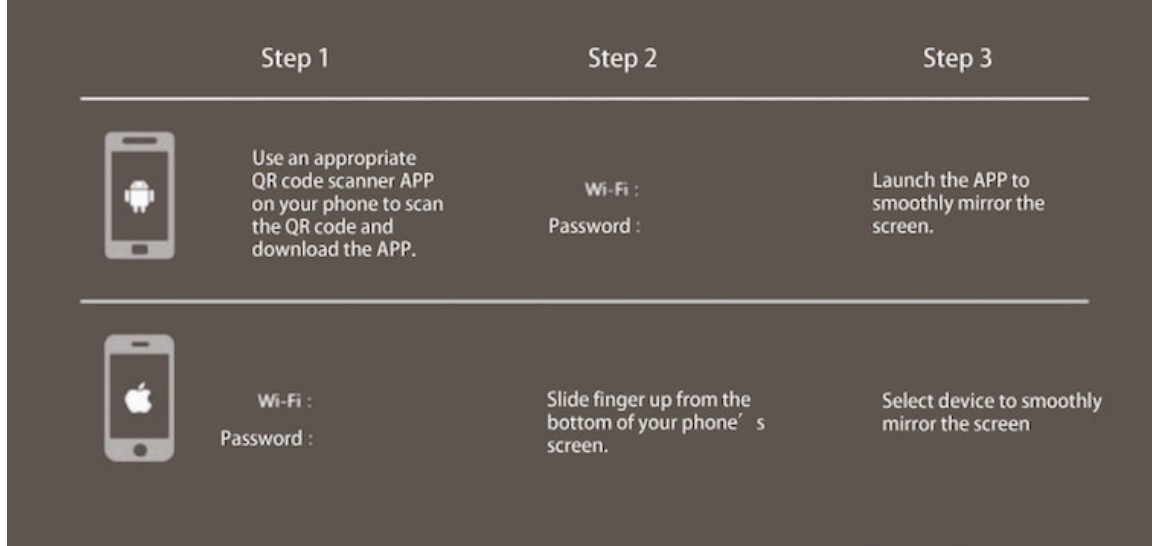 Step 1
Step 2
Step 3
Use an appropriate
QR code scanner APP
on your phone to scan
the QR code and
download the APP.
Wi-Fi :
Password :
Launch the APP to
smoothly mirror the
screen.
Wi-Fi :
Password :
Slide finger up from the
bottom of your phone′s
screen.
Select device to smoothly
mirror the screen